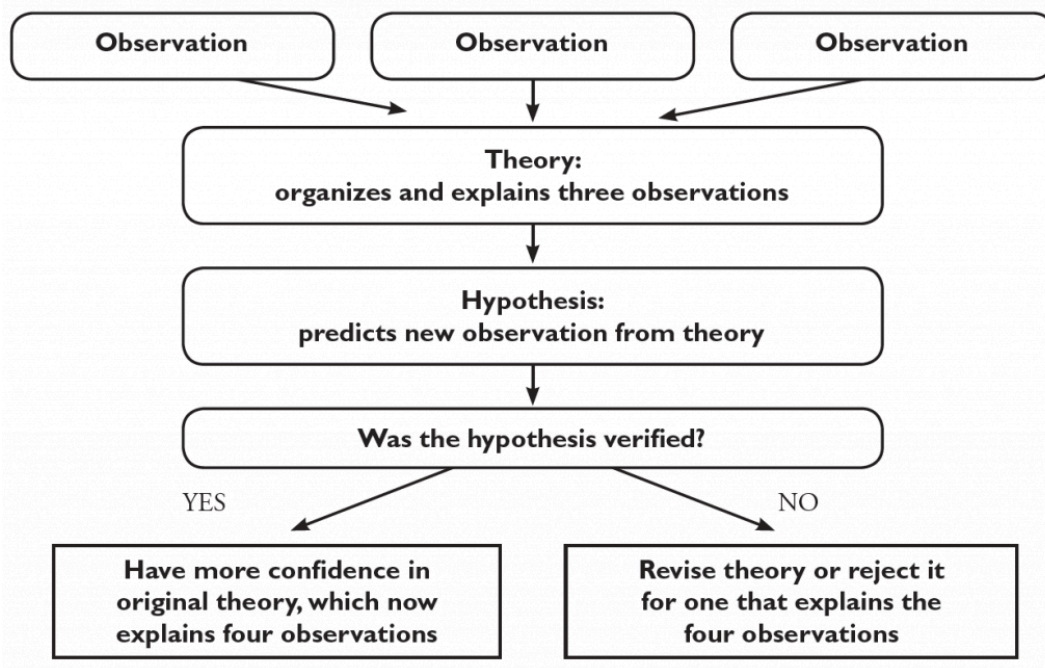 Observation
Observation
Observation
Theory:
organizes and explains three observations
Hypothesis:
predicts new observation from theory
Was the hypothesis verified?
YES
NO
Have more confidence in
original theory, which now
explains four observations
Revise theory or reject it
for one that explains the
four observations